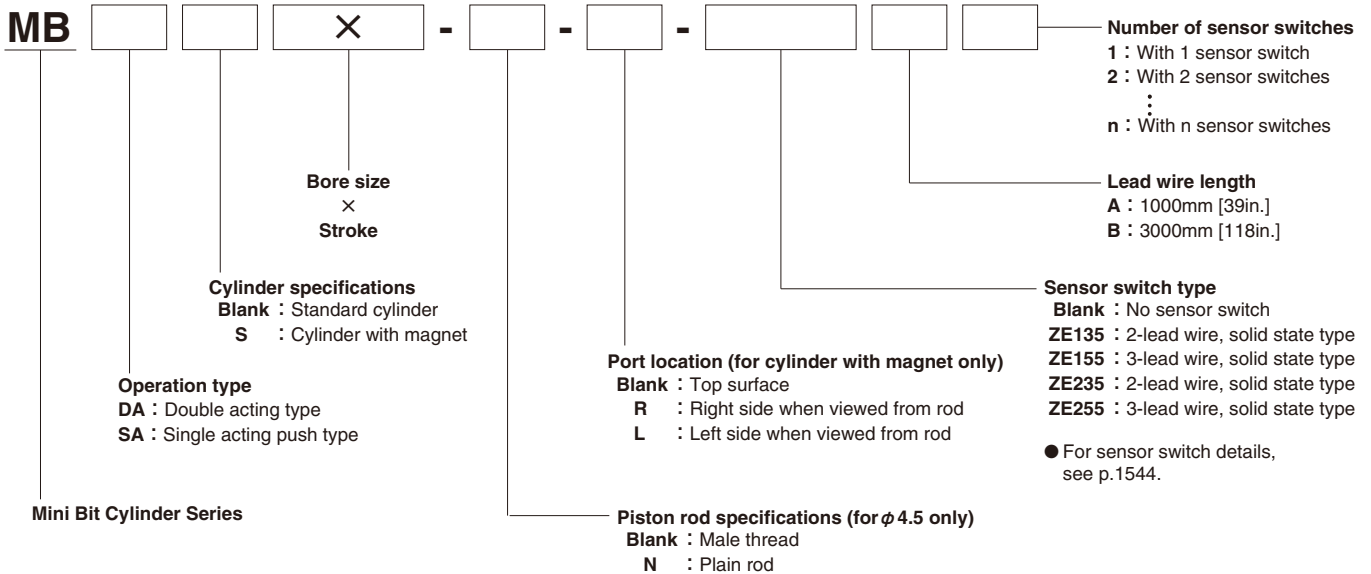 MB × - - -
Number of sensor switches
1：With 1 sensor switch
2：With 2 sensor switches
⋮
n：With n sensor switches
Lead wire length
A：1000mm [39in.]
B：3000mm [118in.]
Sensor switch type
Blank：No sensor switch
ZE135：2-lead wire, solid state type
ZE155：3-lead wire, solid state type
ZE235：2-lead wire, solid state type
ZE255：3-lead wire, solid state type
● For sensor switch details,
see p.1544.
Bore size
×
Stroke
Cylinder specifications
Blank：Standard cylinder
S：Cylinder with magnet
Port location (for cylinder with magnet only)
Blank：Top surface
R：Right side when viewed from rod
L：Left side when viewed from rod
Operation type
DA：Double acting type
SA：Single acting push type
Mini Bit Cylinder Series
Piston rod specifications (for φ 4.5 only)
Blank：Male thread
N：Plain rod